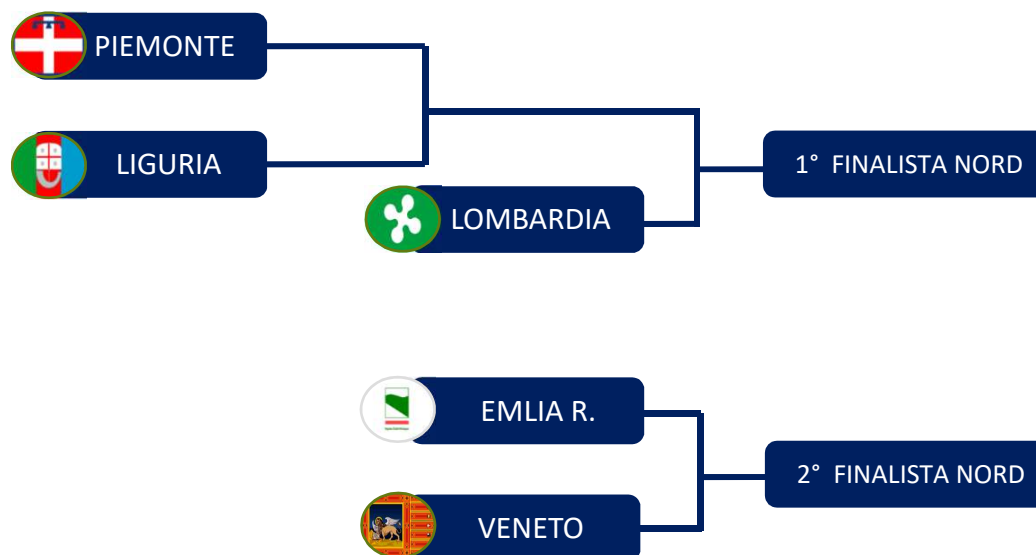 PIEMONTE
LIGURIA
1° FINALISTA NORD
LOMBARDIA
EMLIA R.
2° FINALISTA NORD
VENETO